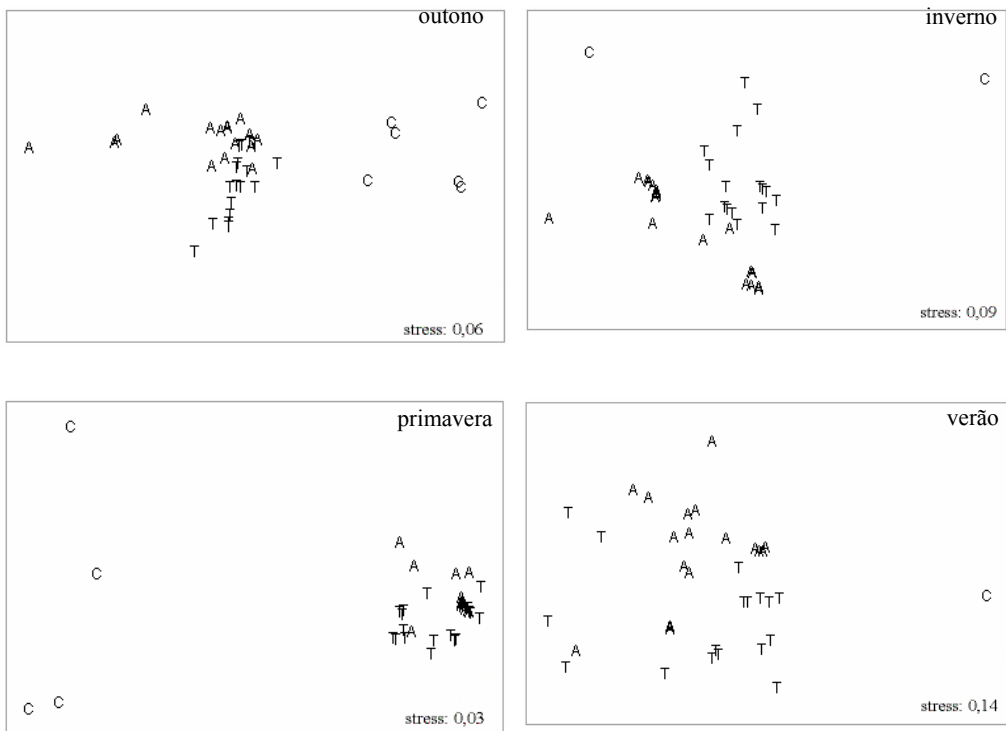 outono
stress: 0,06
inverno
stress: 0,09
primavera
stress: 0,03
verão
stress: 0,14